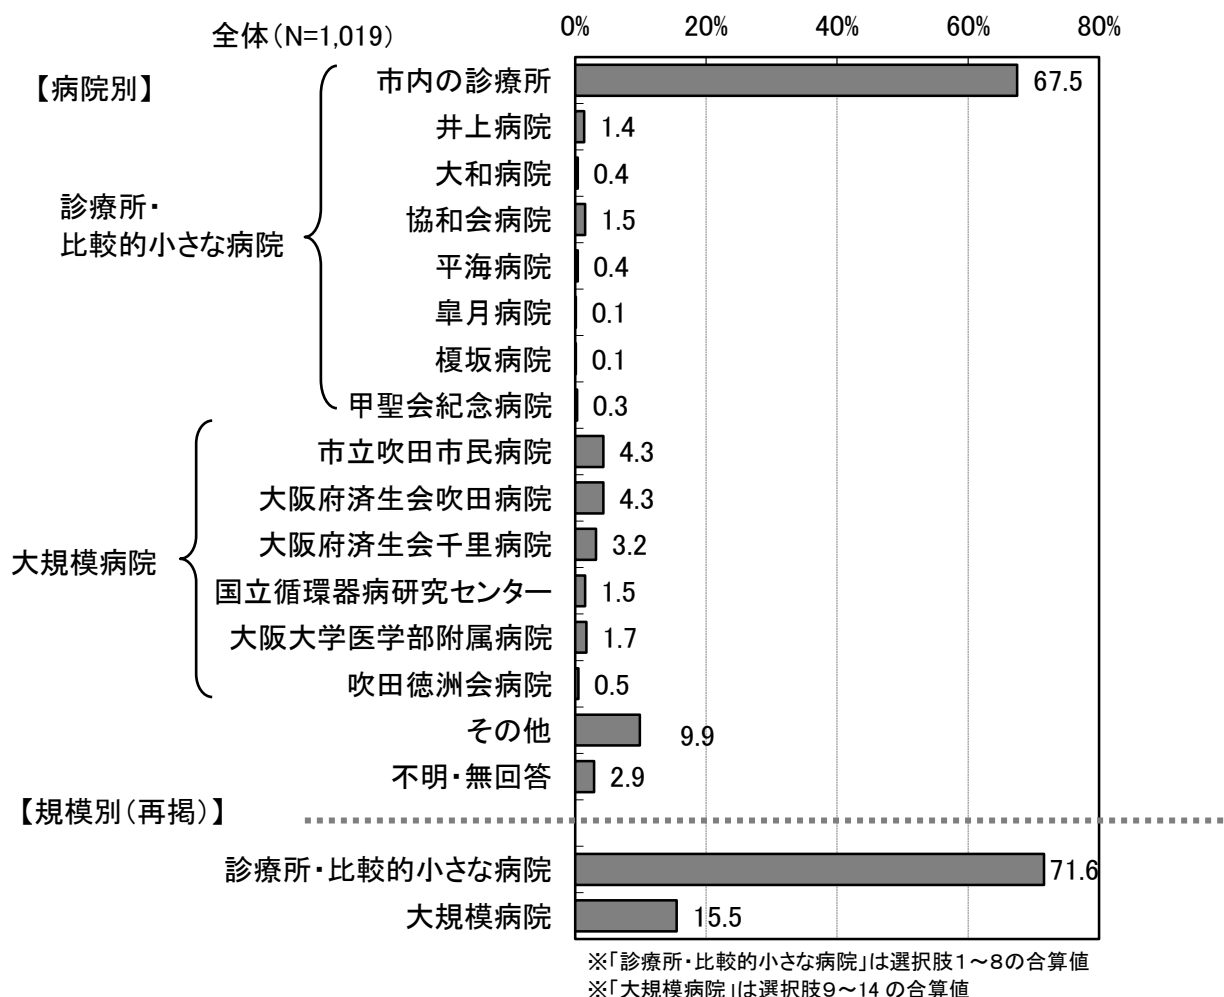 全体(N=1,019)
0% 20% 40% 60% 80%
【病院別】
診療所・
比較的小さな病院
市内の診療所 67.5
井上病院 1.4
大和病院 0.4
協和会病院 1.5
平海病院 0.4
皐月病院 0.1
榎坂病院 0.1
甲聖会紀念病院 0.3
大規模病院
市立吹田市民病院 4.3
大阪府済生会吹田病院 4.3
大阪府済生会千里病院 3.2
国立循環器病研究センター 1.5
大阪大学医学部附属病院 1.7
吹田徳洲会病院 0.5
その他 9.9
不明・無回答 2.9
【規模別(再掲)】
診療所・比較的小さな病院 71.6
大規模病院 15.5
※「診療所・比較的小さな病院」は選択肢1~8の合算値
※「大規模病院」は選択肢9~14 の合算値